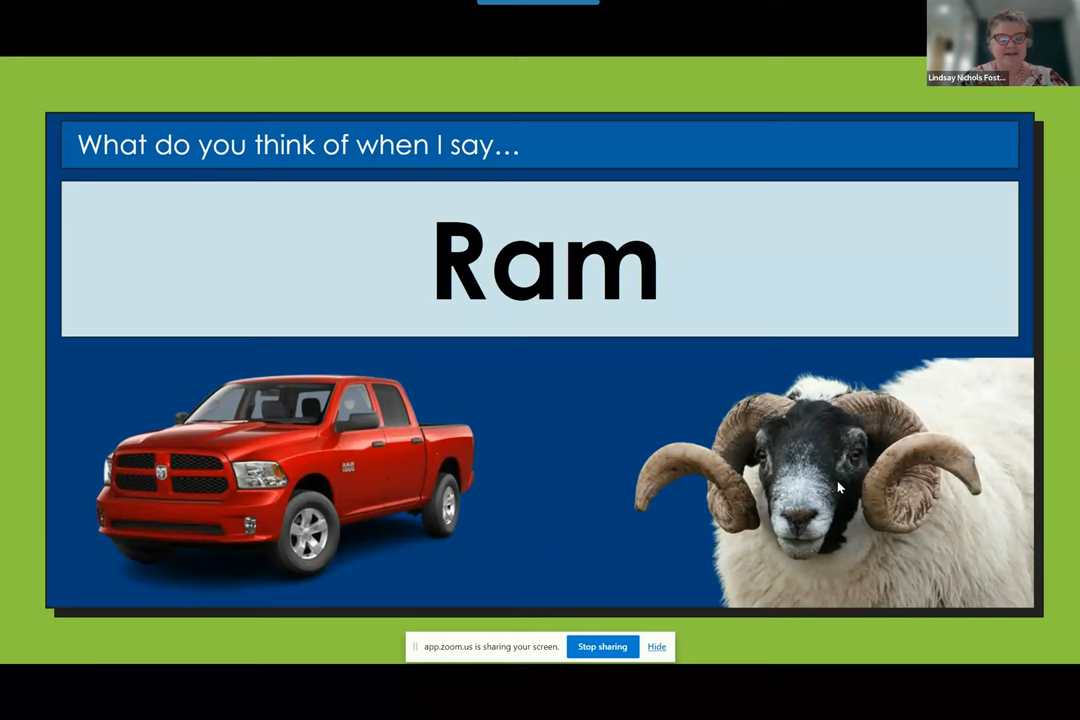 Lindsay Nichols Fost...
What do you think of when I say...
Ram
app.zoom.us is sharing your screen.
Stop sharing
Hide